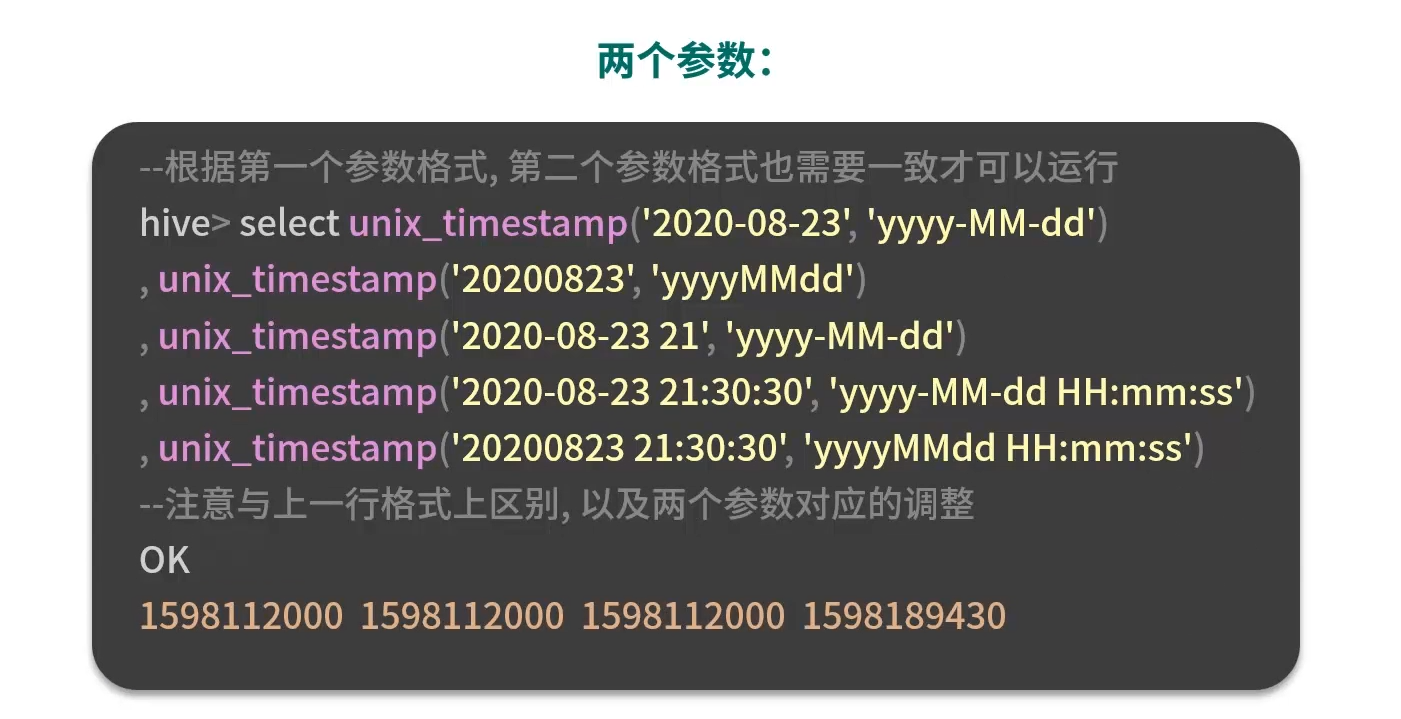 两个参数：
--根据第一个参数格式, 第二个参数格式也需要一致才可以运行
hive> select unix_timestamp('2020-08-23', 'yyyy-MM-dd')
, unix_timestamp('20200823', 'yyyyMMdd')
, unix_timestamp('2020-08-23 21', 'yyyy-MM-dd')
, unix_timestamp('2020-08-23 21:30:30', 'yyyy-MM-dd HH:mm:ss')
, unix_timestamp('20200823 21:30:30', 'yyyyMMdd HH:mm:ss')
--注意与上一行格式上区别, 以及两个参数对应的调整
OK
1598112000 1598112000 1598112000 1598189430